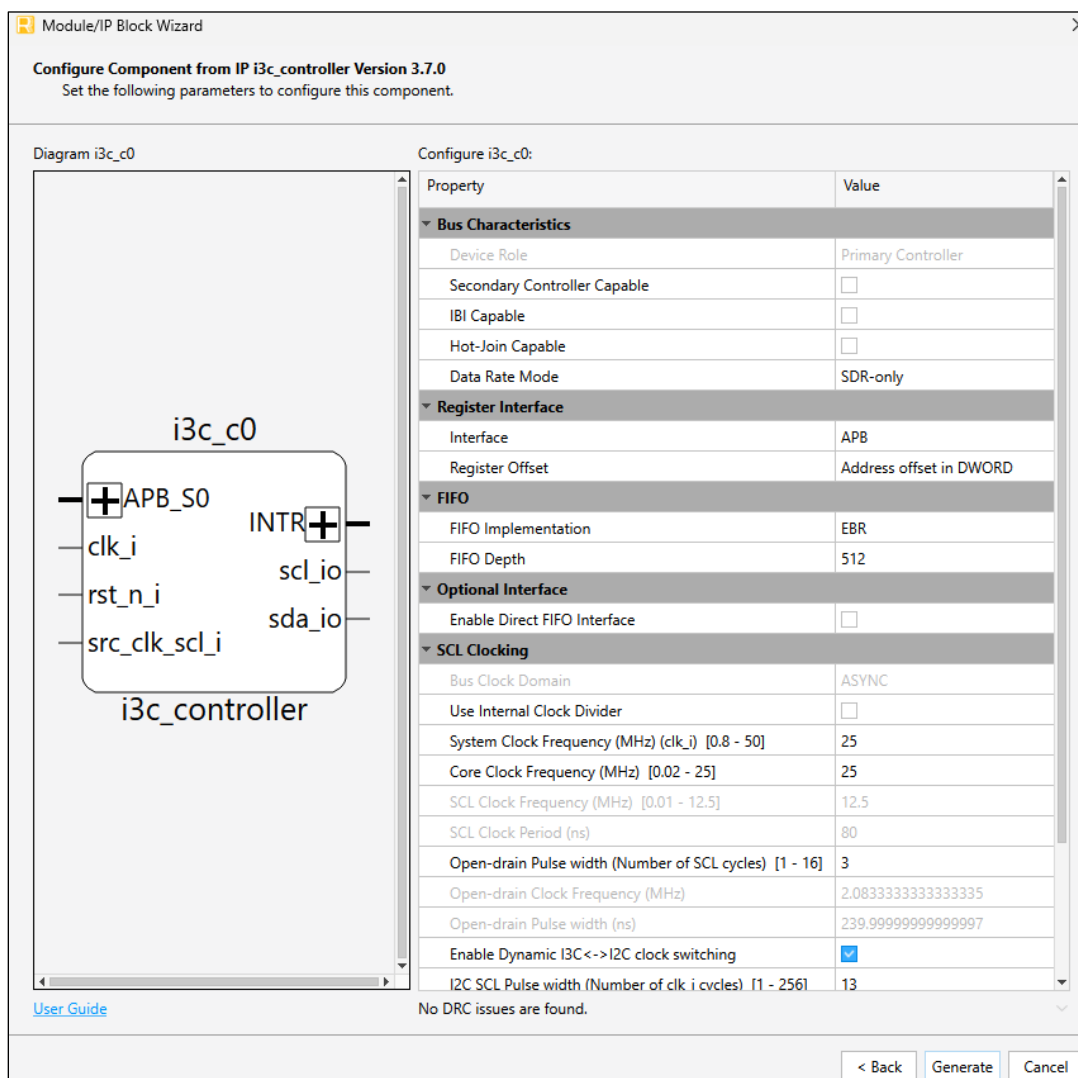 Module/IP Block Wizard
Configure Component from IP i3c_controller Version 3.7.0
Set the following parameters to configure this component.
Diagram i3c_c0
i3c_c0
APB_S0
INTR
clk_i
scl_io
rst_n_i
sda_io
src_clk_scl_i
i3c_controller
User Guide
Configure i3c_c0:
Property Value
Bus Characteristics
Device Role Primary Controller
Secondary Controller Capable
IBI Capable
Hot-Join Capable
Data Rate Mode SDR-only
Register Interface
Interface APB
Register Offset Address offset in DWORD
FIFO
FIFO Implementation EBR
FIFO Depth 512
Optional Interface
Enable Direct FIFO Interface
SCL Clocking
Bus Clock Domain ASYNC
Use Internal Clock Divider
System Clock Frequency (MHz) (clk_i) [0.8 - 50] 25
Core Clock Frequency (MHz) [0.02 - 25] 25
SCL Clock Frequency (MHz) [0.01 - 12.5] 12.5
SCL Clock Period (ns) 80
Open-drain Pulse width (Number of SCL cycles) [1 - 16] 3
Open-drain Clock Frequency (MHz) 2.0833333333333335
Open-drain Pulse width (ns) 239.99999999999997
Enable Dynamic I3C<->I2C clock switching
I2C SCL Pulse width (Number of clk_i cycles) [1 - 256] 13
No DRC issues are found.
< Back Generate Cancel